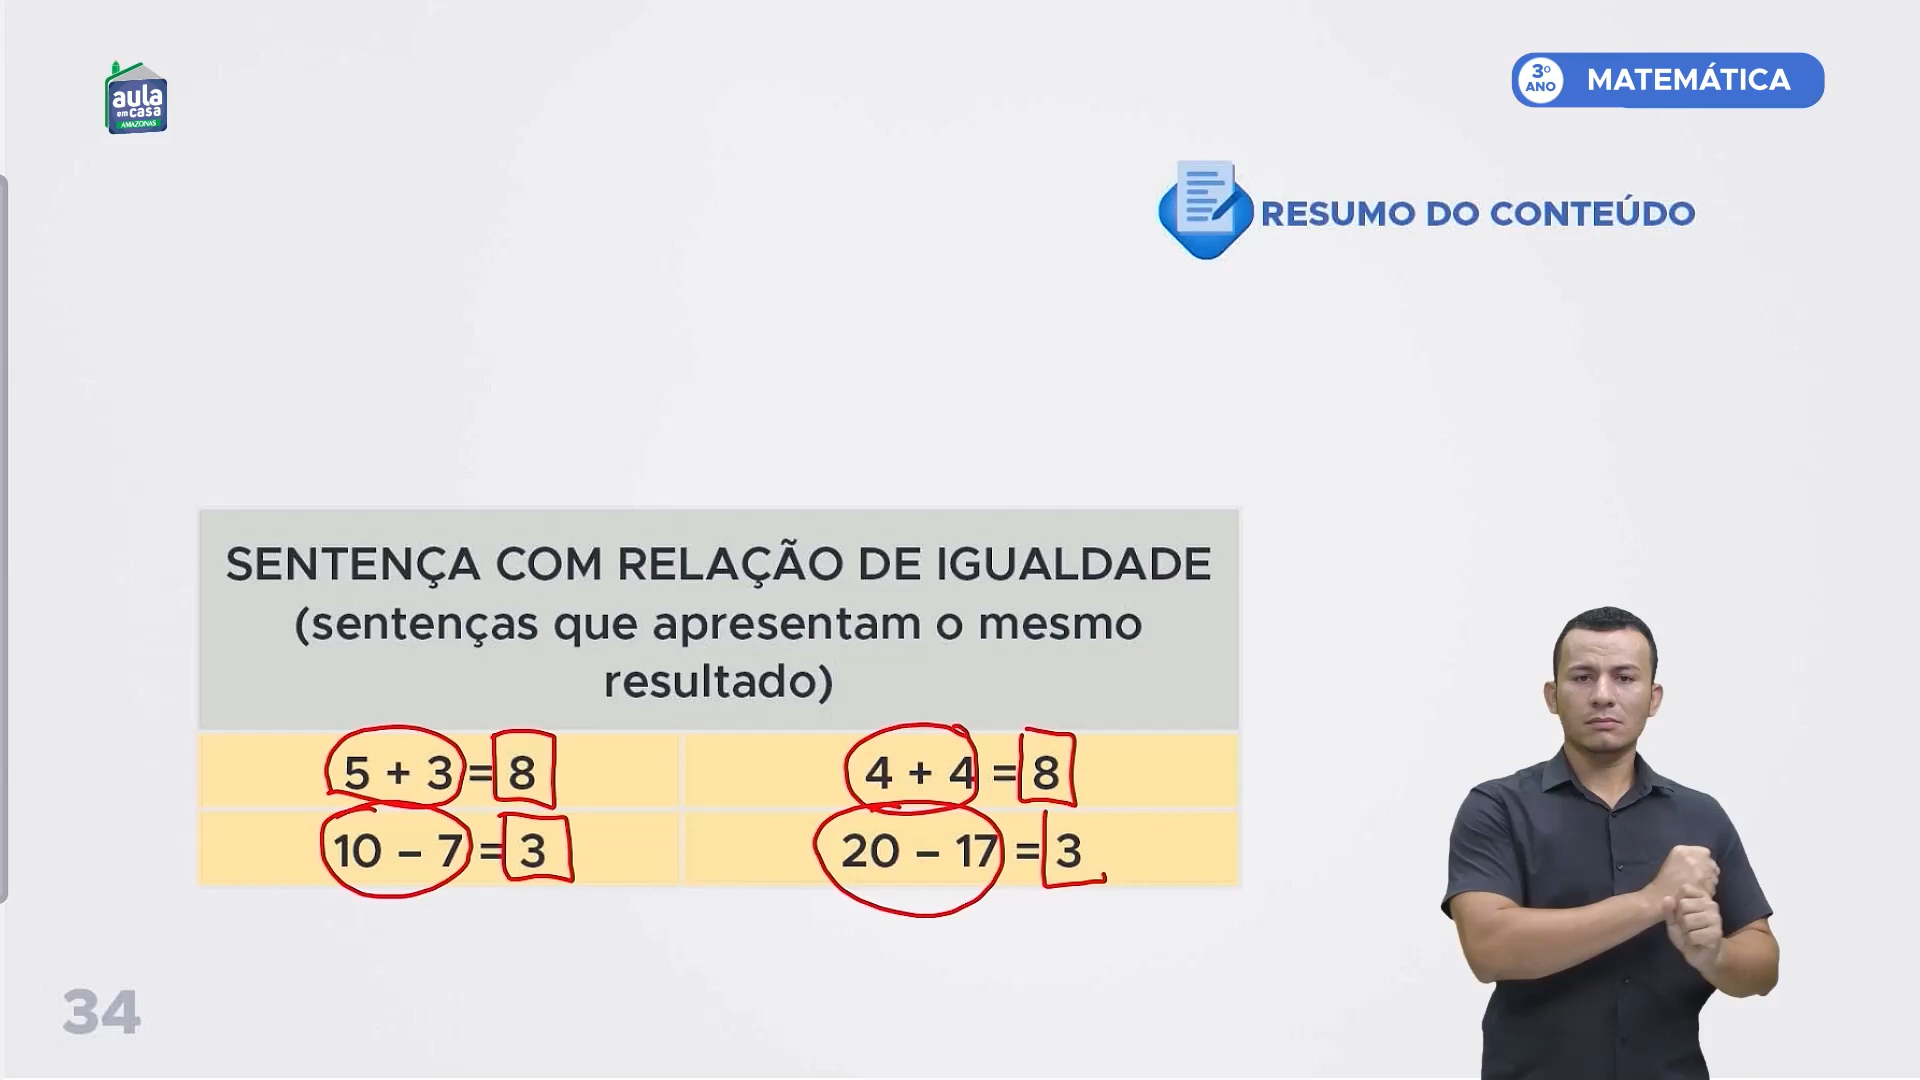 aula
em casa
AMAZONAS
3º
ANO
MATEMÁTICA
RESUMO DO CONTEÚDO
SENTENÇA COM RELAÇÃO DE IGUALDADE
(sentenças que apresentam o mesmo
resultado)
5 + 3 = 8
4 + 4 = 8
10 – 7 = 3
20 – 17 = 3
34